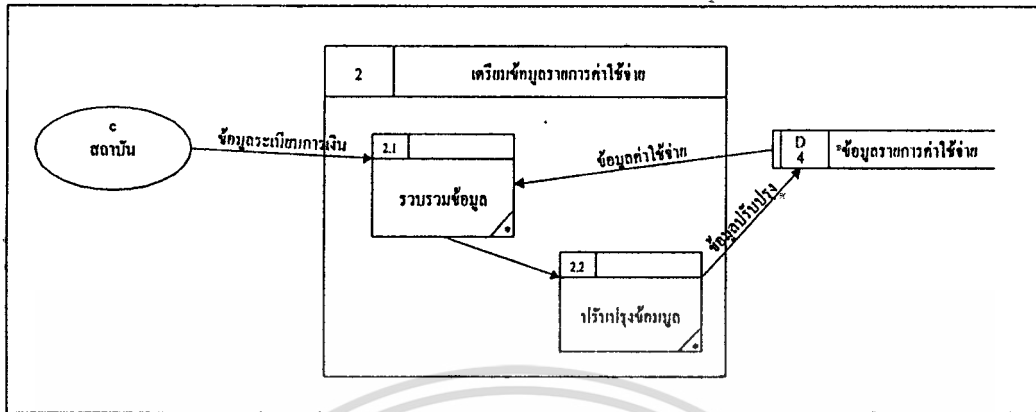 2 เตรียมข้อมูลรายการค่าใช้จ่าย
c
สถาบัน
ข้อมูลระเบียบการเงิน
2.1
รวบรวมข้อมูล
*
ข้อมูลค่าใช้จ่าย
D
4
*ข้อมูลรายการค่าใช้จ่าย
ข้อมูลปรับปรุง
2.2
ปรับปรุงข้อมูล
*